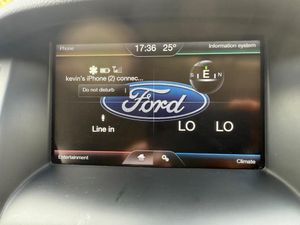 Phone
17:36 25°
Information system
kevin's iPhone (2) connec...
S E N
Do not disturb
Ford
Line in
LO LO
Entertainment
Climate